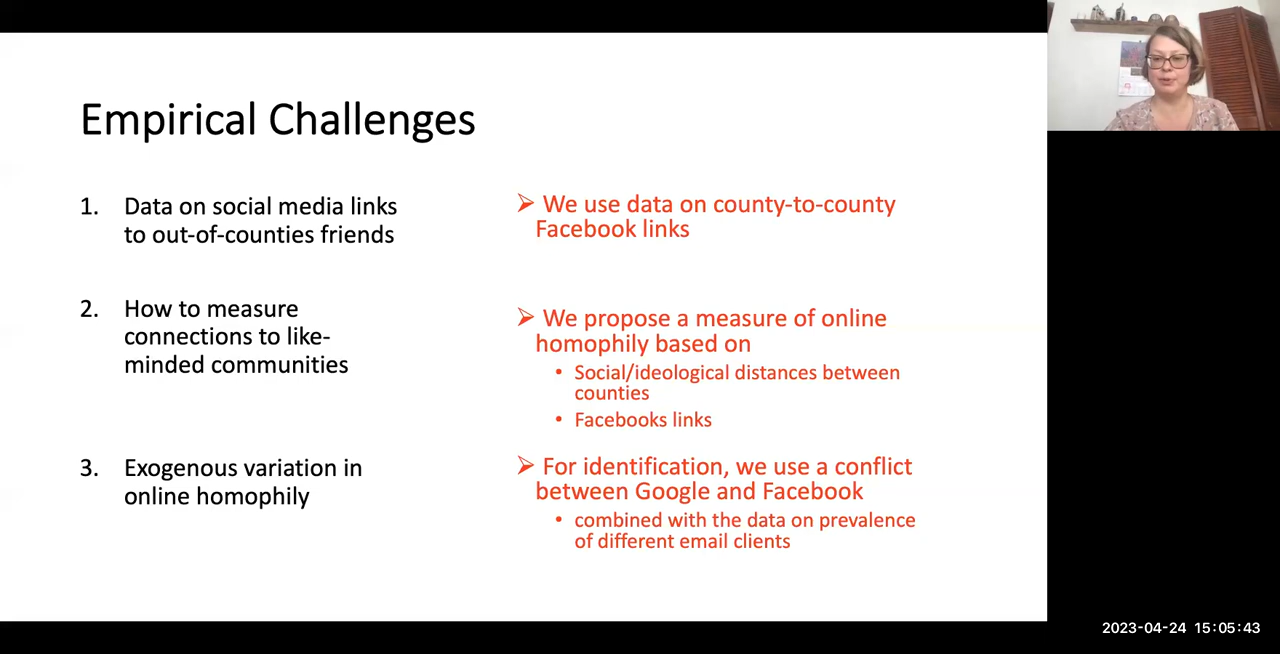 Empirical Challenges
1. Data on social media links
to out-of-counties friends
➢ We use data on county-to-county
Facebook links
2. How to measure
connections to like-
minded communities
➢ We propose a measure of online
homophily based on
• Social/ideological distances between
counties
• Facebooks links
3. Exogenous variation in
online homophily
➢ For identification, we use a conflict
between Google and Facebook
• combined with the data on prevalence
of different email clients
2023-04-24 15:05:43